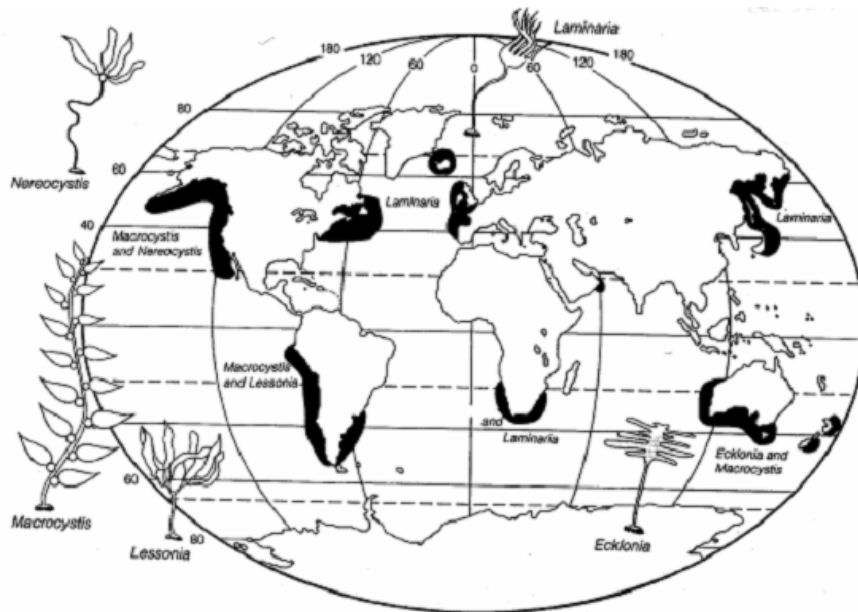 Laminaria
180
120
60
0
60
120
180
80
Nereocystis
60
Laminaria
Laminaria
40
Macrocystis
and Nereocystis
Macrocystis
and Lessonia
and
Laminariia
Ecklonia and
Macrocystis
60
Macrocystis
Lessonia
80
Ecklonia